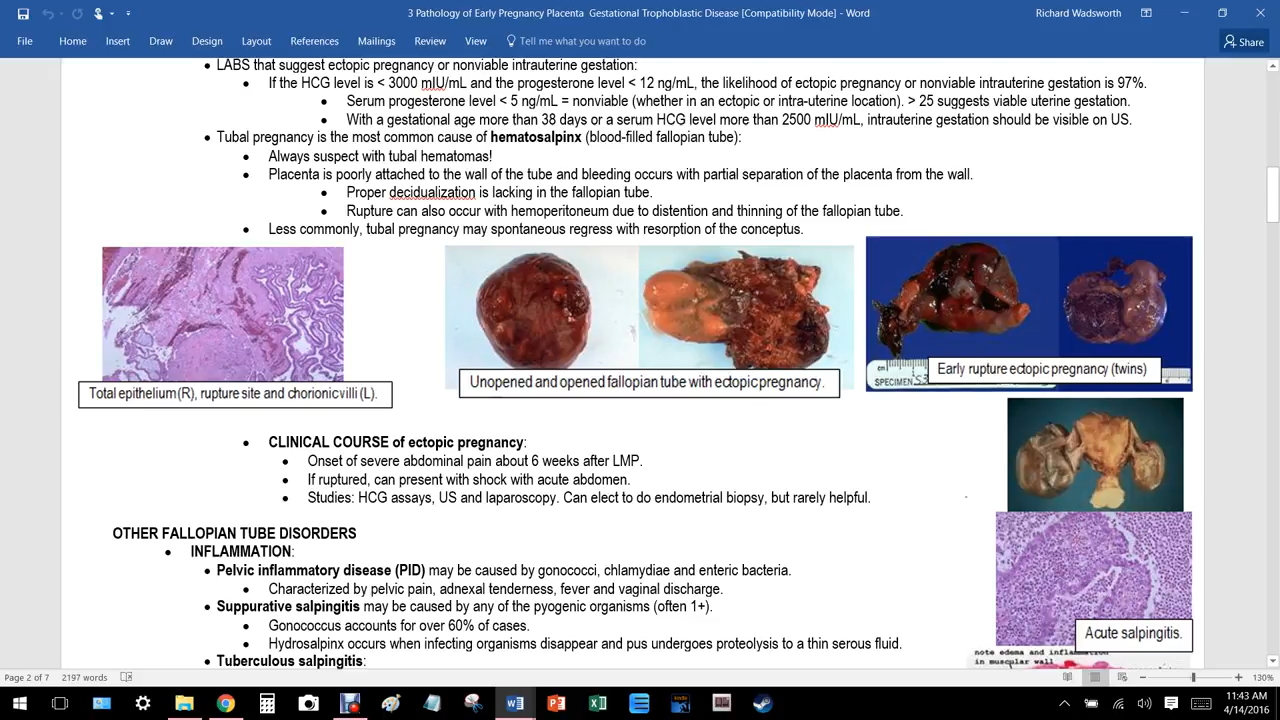 3 Pathology of Early Pregnancy Placenta Gestational Trophoblastic Disease [Compatibility Mode] - Word
Richard Wadsworth
File Home Insert Draw Design Layout References Mailings Review View Tell me what you want to do Share
• LABS that suggest ectopic pregnancy or nonviable intrauterine gestation:
• If the HCG level is < 3000 mIU/mL and the progesterone level < 12 ng/mL, the likelihood of ectopic pregnancy or nonviable intrauterine gestation is 97%.
• Serum progesterone level < 5 ng/mL = nonviable (whether in an ectopic or intra-uterine location). > 25 suggests viable uterine gestation.
• With a gestational age more than 38 days or a serum HCG level more than 2500 mIU/mL, intrauterine gestation should be visible on US.
• Tubal pregnancy is the most common cause of hematosalpinx (blood-filled fallopian tube):
• Always suspect with tubal hematomas!
• Placenta is poorly attached to the wall of the tube and bleeding occurs with partial separation of the placenta from the wall.
• Proper decidualization is lacking in the fallopian tube.
• Rupture can also occur with hemoperitoneum due to distention and thinning of the fallopian tube.
• Less commonly, tubal pregnancy may spontaneous regress with resorption of the conceptus.
cm
SPECIMEN
Early rupture ectopic pregnancy (twins)
Unopened and opened fallopian tube with ectopic pregnancy.
Total epithelium (R), rupture site and chorionic villi (L).
• CLINICAL COURSE of ectopic pregnancy:
• Onset of severe abdominal pain about 6 weeks after LMP.
• If ruptured, can present with shock with acute abdomen.
• Studies: HCG assays, US and laparoscopy. Can elect to do endometrial biopsy, but rarely helpful.
OTHER FALLOPIAN TUBE DISORDERS
• INFLAMMATION:
• Pelvic inflammatory disease (PID) may be caused by gonococci, chlamydiae and enteric bacteria.
• Characterized by pelvic pain, adnexal tenderness, fever and vaginal discharge.
• Suppurative salpingitis may be caused by any of the pyogenic organisms (often 1+).
• Gonococcus accounts for over 60% of cases.
Acute salpingitis.
• Hydrosalpinx occurs when infecting organisms disappear and pus undergoes proteolysis to a thin serous fluid.
note edema and inflammation
in muscular wall
• Tuberculous salpingitis:
Page 2 of 7 2197 words 130%
11:43 AM
4/14/2016